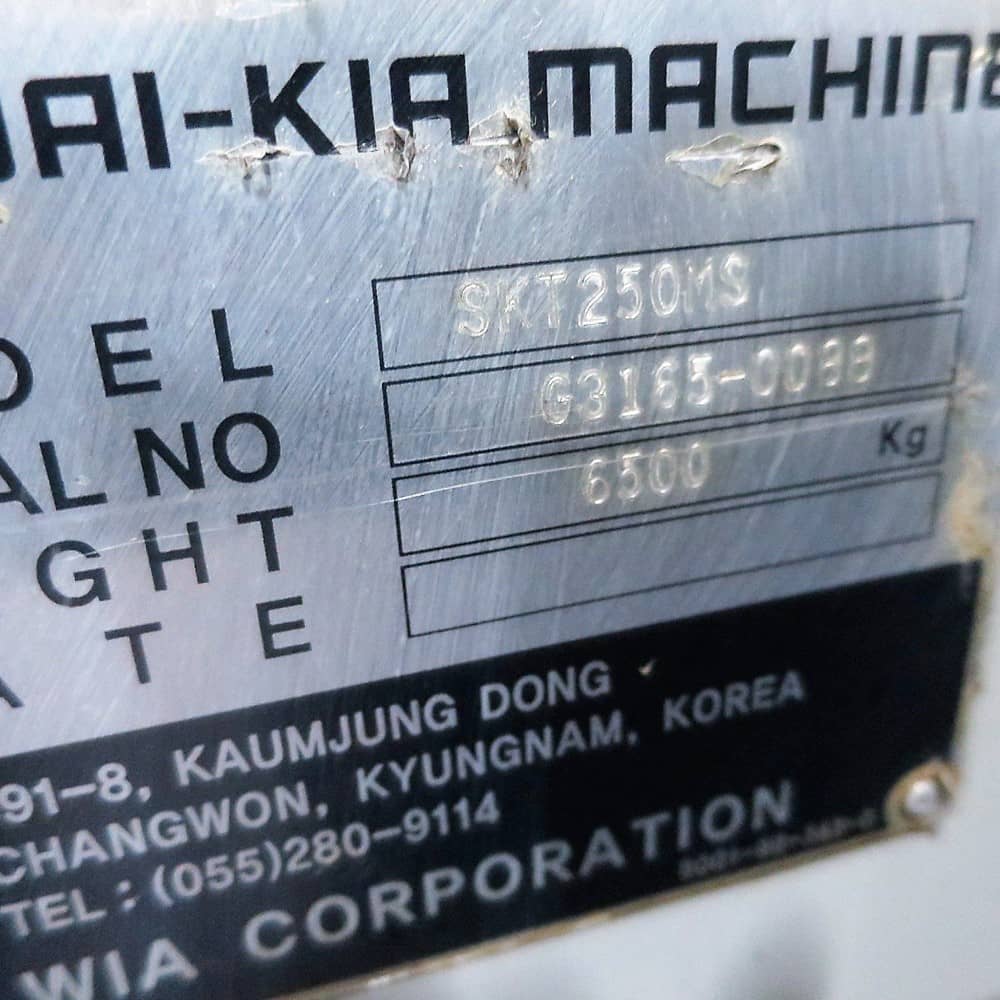 UAI-KIA MACHINE
DEL SKT250MS
AL NO G3165-0088
GHT 6500 Kg
ATE
91-8, KAUMJUNG DONG
CHANGWON, KYUNGNAM, KOREA
TEL : (055)280-9114
WIA CORPORATION